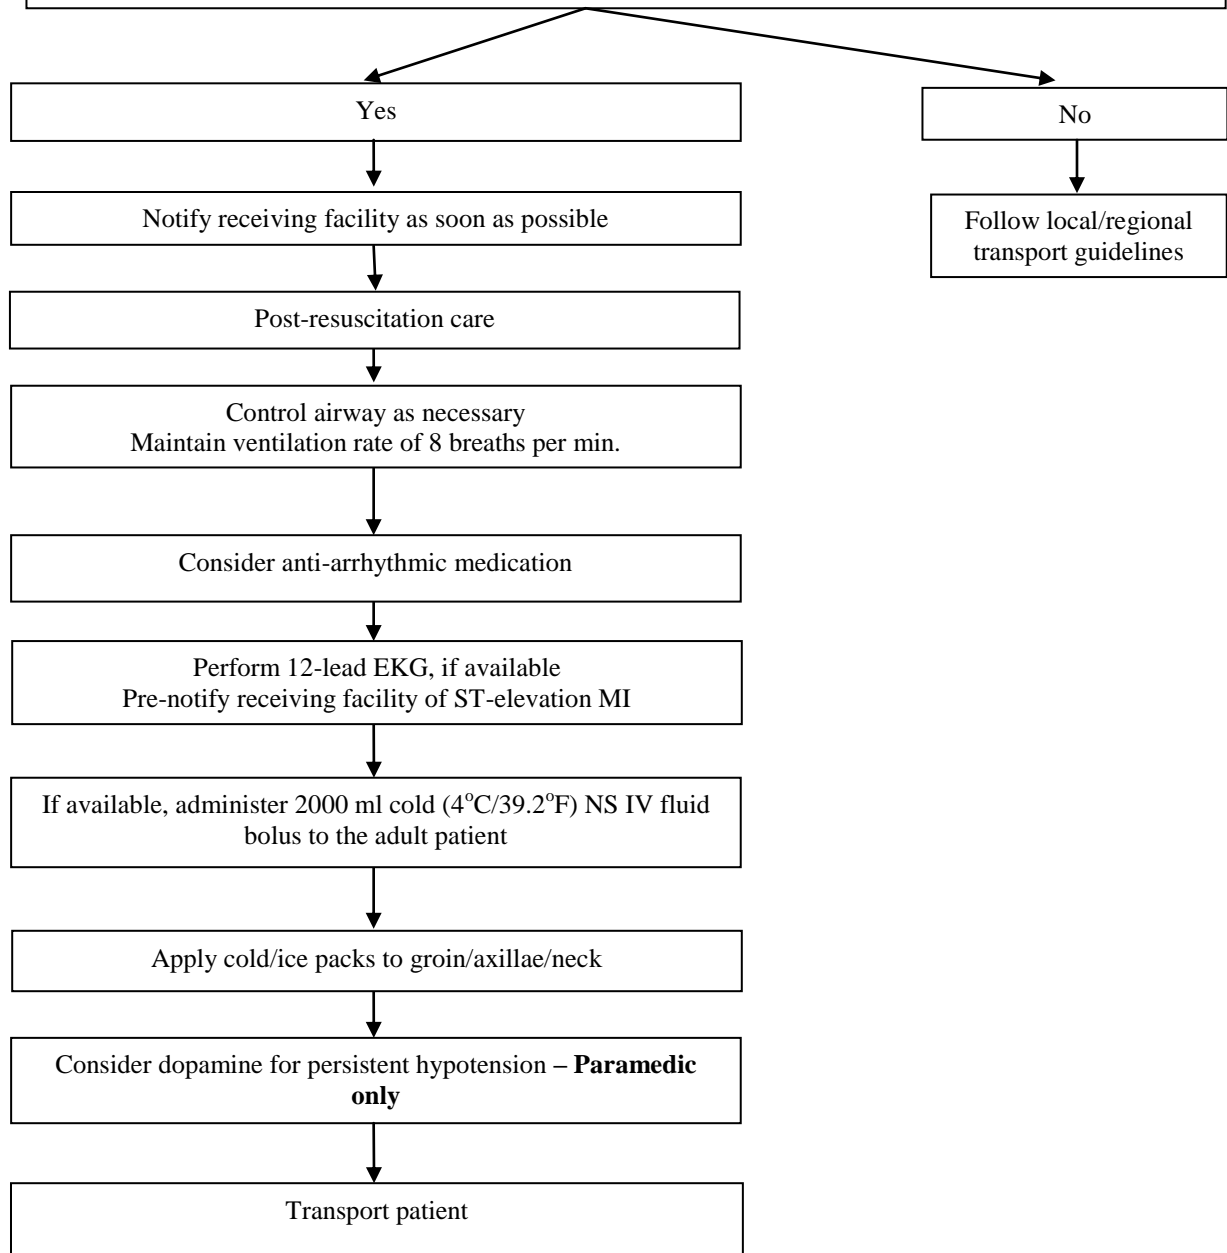 Yes
No
Notify receiving facility as soon as possible
Follow local/regional
transport guidelines
Post-resuscitation care
Control airway as necessary
Maintain ventilation rate of 8 breaths per min.
Consider anti-arrhythmic medication
Perform 12-lead EKG, if available
Pre-notify receiving facility of ST-elevation MI
If available, administer 2000 ml cold (4°C/39.2°F) NS IV fluid
bolus to the adult patient
Apply cold/ice packs to groin/axillae/neck
Consider dopamine for persistent hypotension – Paramedic
only
Transport patient